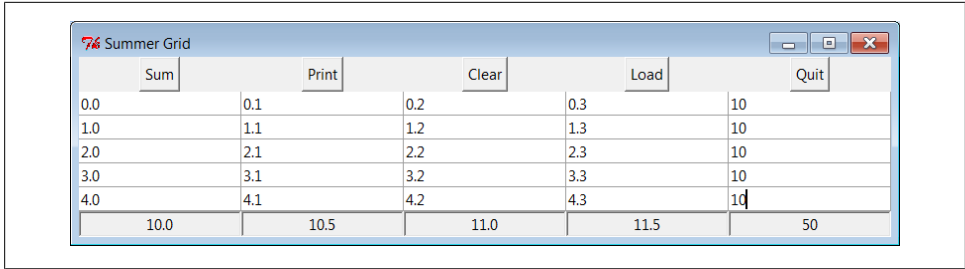 Summer Grid
Sum Print Clear Load Quit
0.0 0.1 0.2 0.3 10
1.0 1.1 1.2 1.3 10
2.0 2.1 2.2 2.3 10
3.0 3.1 3.2 3.3 10
4.0 4.1 4.2 4.3 10
10.0 10.5 11.0 11.5 50